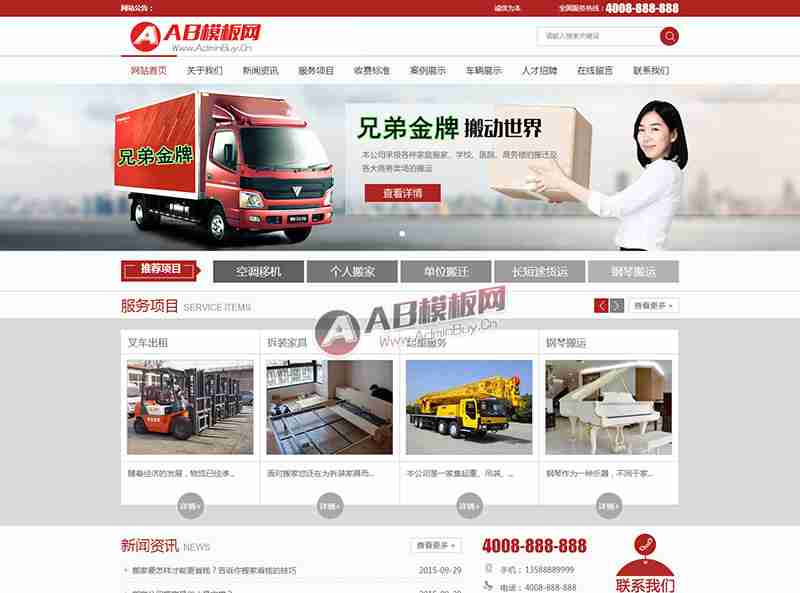 网站公告：
诚信为本
全国服务热线：4008-888-888
AB模板网
Www.AdminBuy.Cn
请输入搜索关键词
网站首页 关于我们 新闻资讯 服务项目 收费标准 案例展示 车辆展示 人才招聘 在线留言 联系我们
兄弟金牌
兄弟金牌 搬动世界
本公司承接各种家庭搬家、学校、医院、商务楼的搬迁及
各大商务卖场的搬运
查看详情
推荐项目 空调移机 个人搬家 单位搬迁 长短途货运 钢琴搬运
服务项目 SERVICE ITEMS
查看更多 +
AB模板网
Www.AdminBuy.Cn
叉车出租 拆装家具 起重服务 钢琴搬运
随着经济的发展，物流已经渗...
面对搬家您还在为拆装家具而...
本公司是一家集起重、吊装、...
钢琴作为一种乐器，不同于家...
详情+ 详情+ 详情+ 详情+
新闻资讯 NEWS
查看更多 +
搬家要怎样才能更省钱？告诉你搬家省钱的技巧 2015-09-29
4008-888-888
手机：13588889999
电话：4008-888-888
联系我们